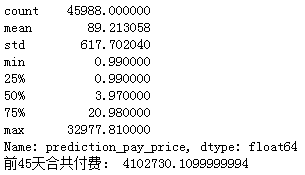 count    45988.000000
mean        89.213058
std        617.702040
min          0.990000
25%          0.990000
50%          3.970000
75%         20.980000
max      32977.810000
Name: prediction_pay_price, dtype: float64
前45天合共付费： 4102730.1099999994